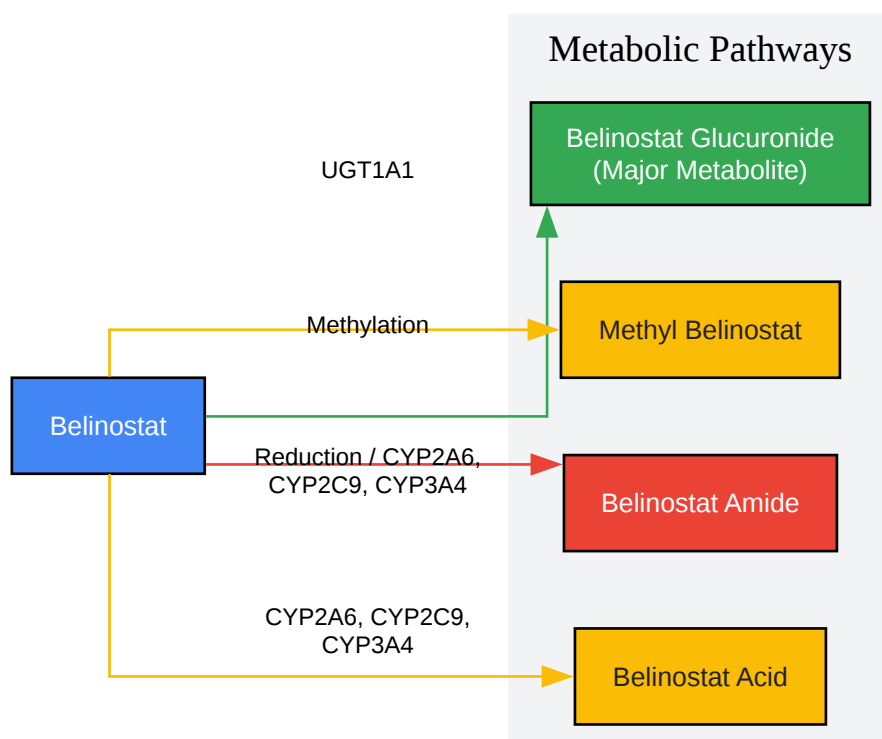 Metabolic Pathways
Belinostat Glucuronide
(Major Metabolite)
UGT1A1
Methylation
Methyl Belinostat
Belinostat
Reduction / CYP2A6,
CYP2C9, CYP3A4
Belinostat Amide
CYP2A6, CYP2C9,
CYP3A4
Belinostat Acid